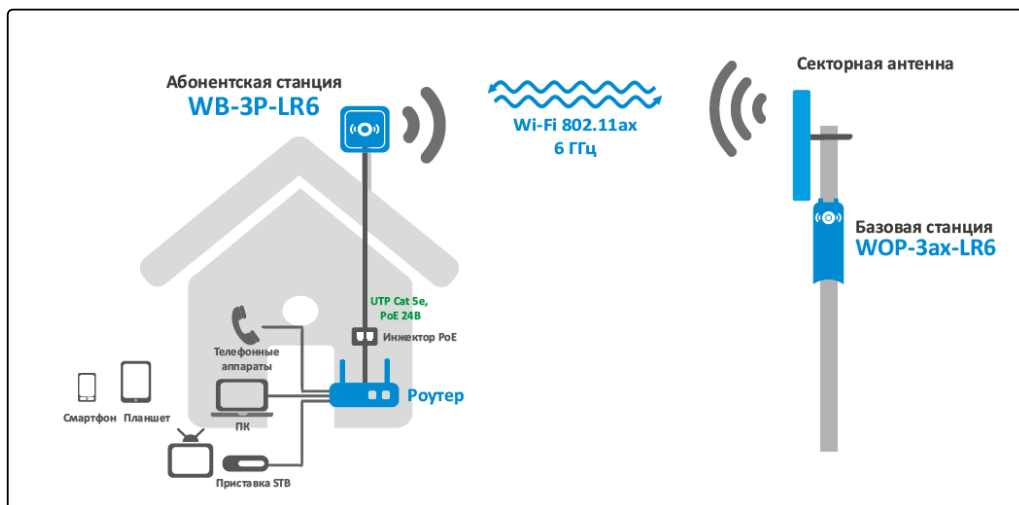 Абонентская станция
WB-3P-LR6
Секторная антенна
Wi-Fi 802.11ax
6 ГГц
Базовая станция
WOP-3ax-LR6
UTP Cat 5e,
PoE 24В
Инжектор PoE
Телефонные
аппараты
Роутер
Смартфон Планшет
ПК
Приставка STB